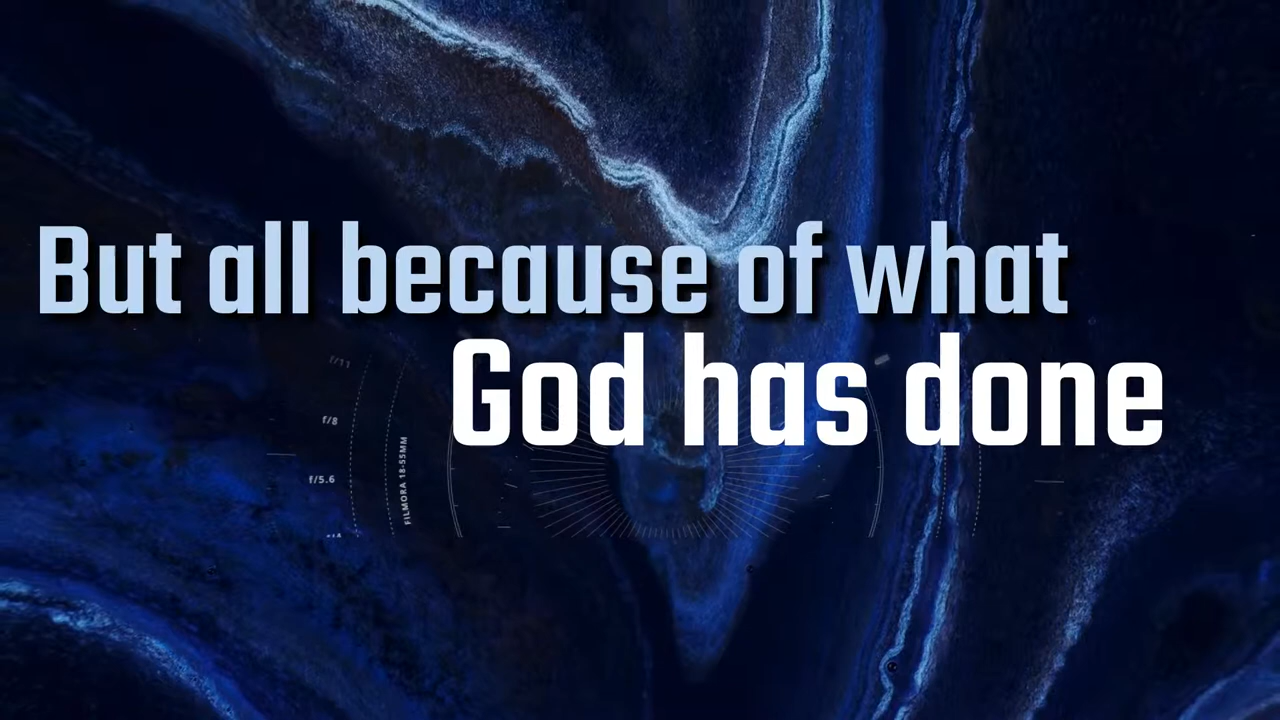 But all because of what
God has done
f/11
f/8
f/5.6
FILMORA 18-55MM